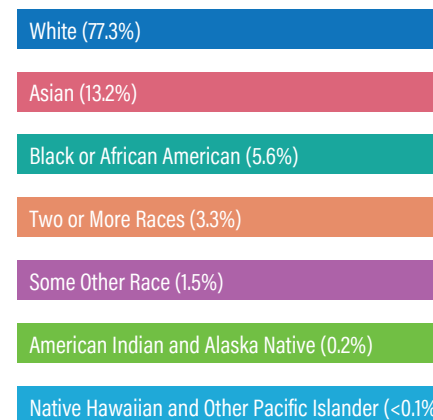 White (77.3%)
Asian (13.2%)
Black or African American (5.6%)
Two or More Races (3.3%)
Some Other Race (1.5%)
American Indian and Alaska Native (0.2%)
Native Hawaiian and Other Pacific Islander (<0.1%